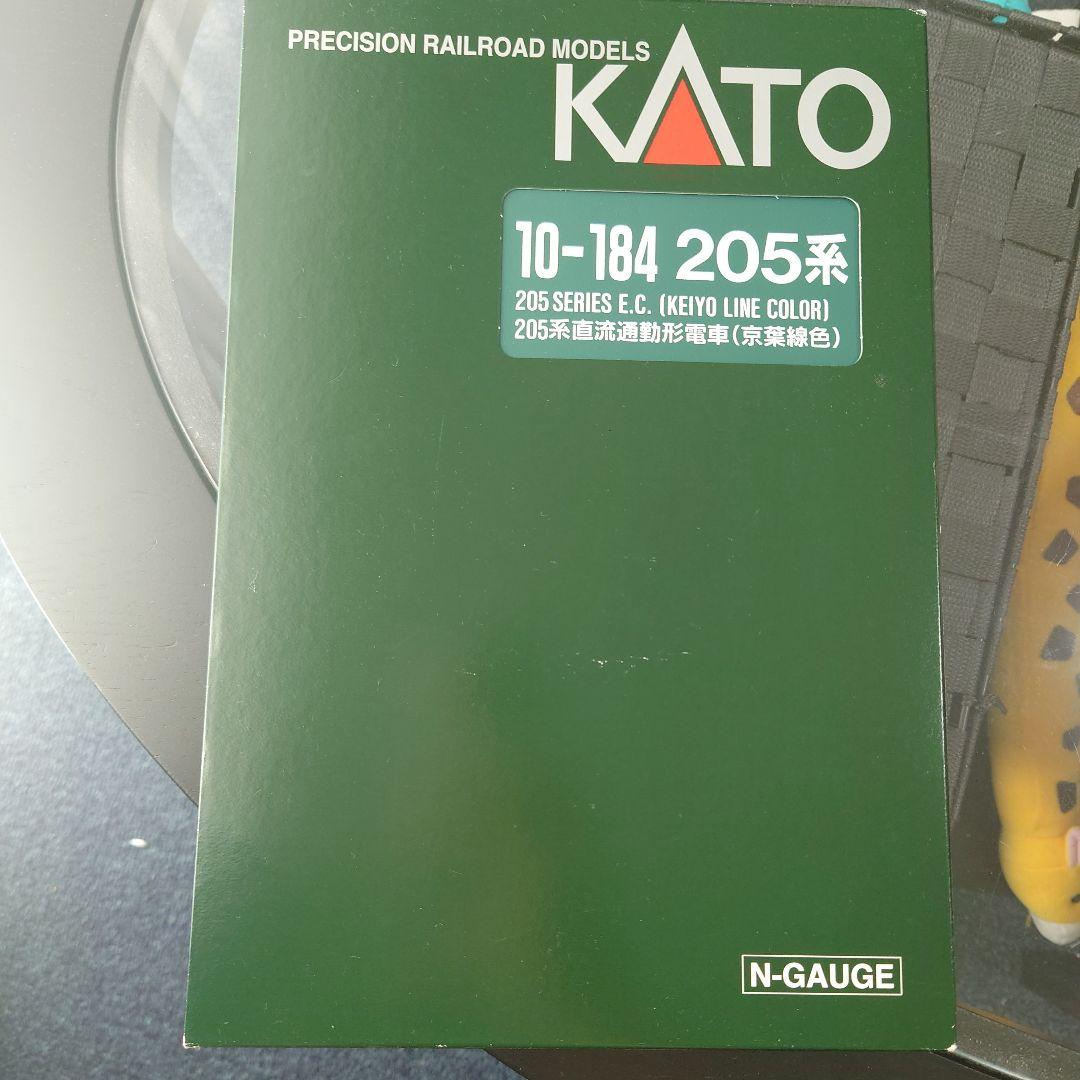 PRECISION RAILROAD MODELS
KATO
10-184 205系
205 SERIES E.C. (KEIYO LINE COLOR)
205系直流通勤形電車(京葉線色)
N-GAUGE